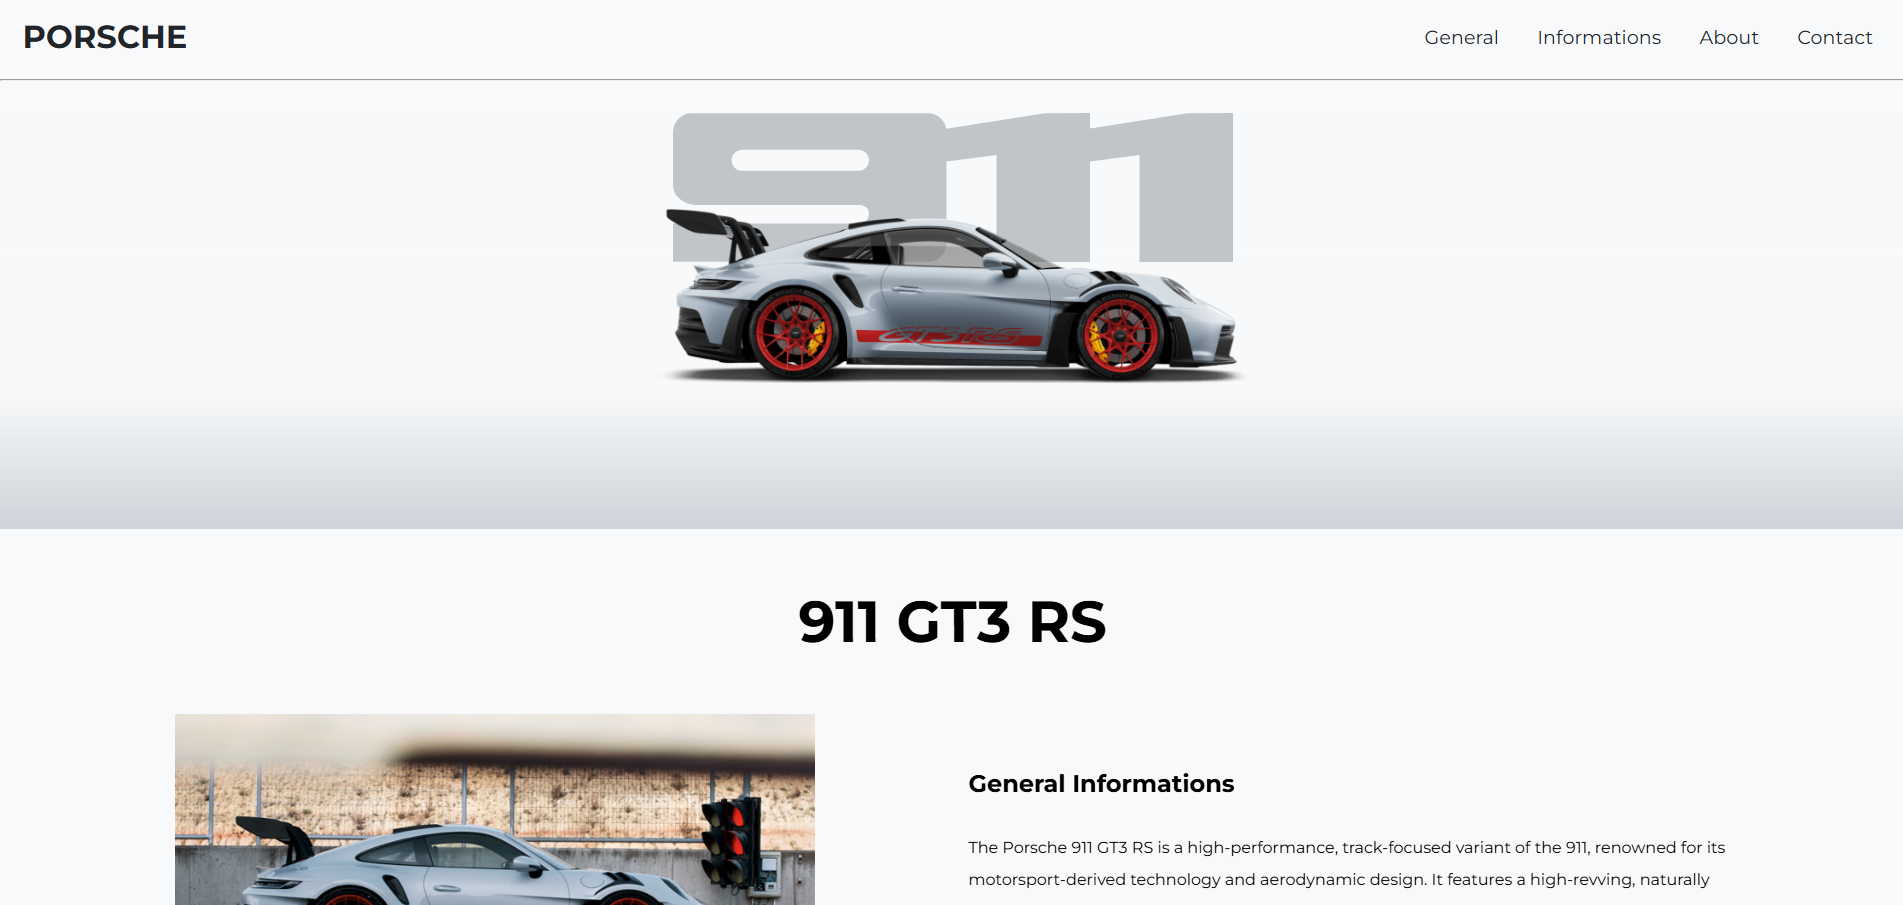 PORSCHE
General Informations About Contact
911
GT3 RS
911 GT3 RS
General Informations
The Porsche 911 GT3 RS is a high-performance, track-focused variant of the 911, renowned for its
motorsport-derived technology and aerodynamic design. It features a high-revving, naturally